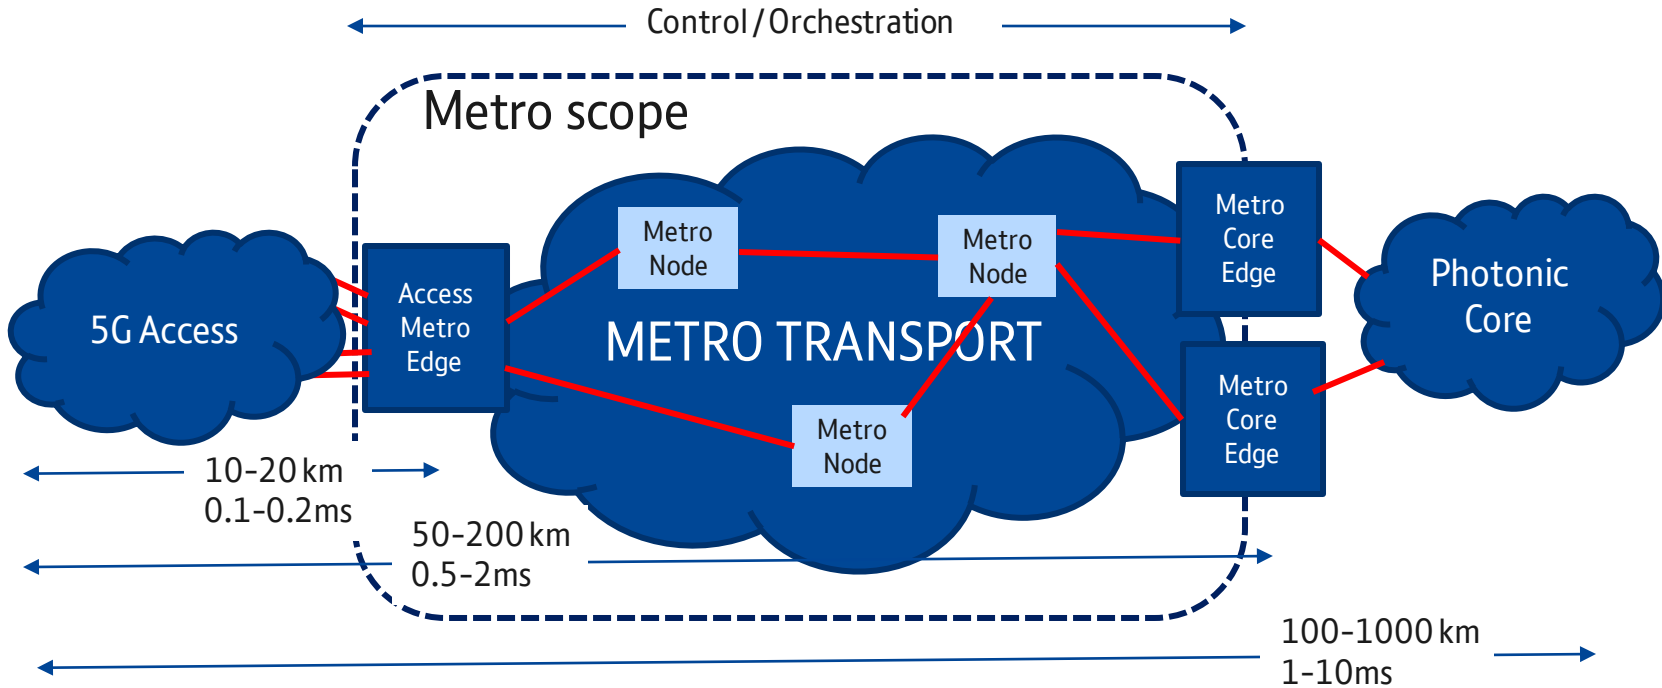 Control/Orchestration
Metro scope
5G Access
Access
Metro
Edge
Metro
Node
Metro
Node
METRO TRANSPORT
Metro
Node
Metro
Core
Edge
Metro
Core
Edge
Photonic
Core
10-20 km
0.1-0.2ms
50-200 km
0.5-2ms
100-1000 km
1-10ms